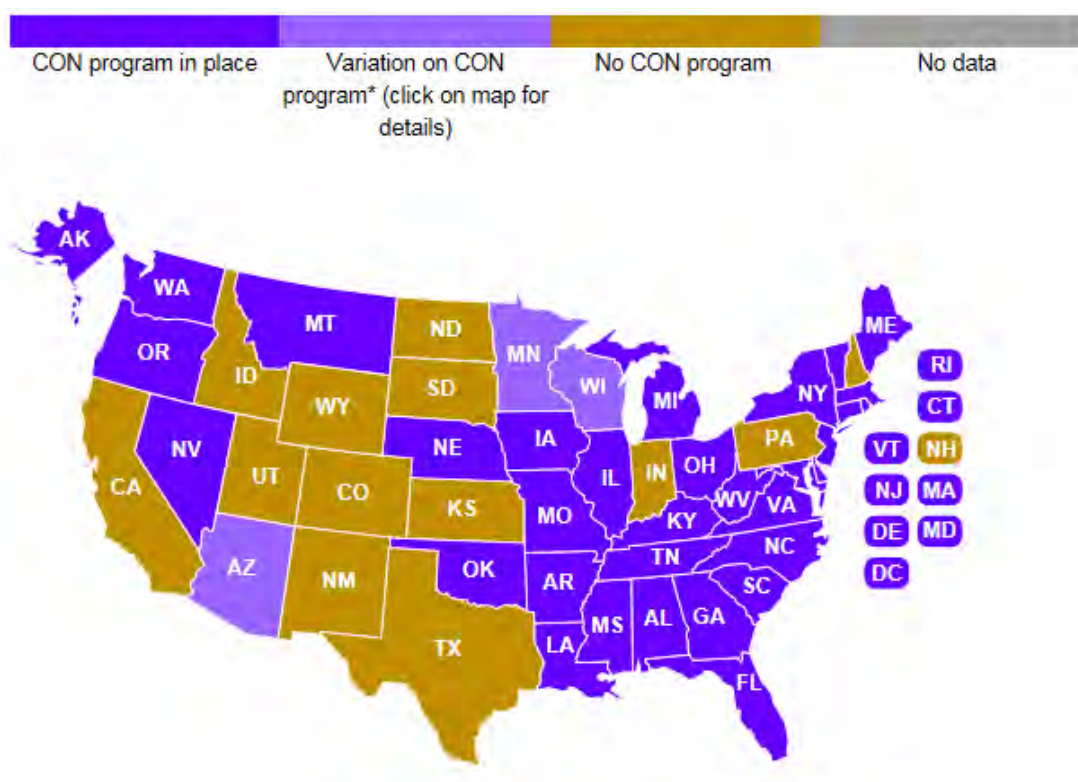 CON program in place
Variation on CON
program* (click on map for
details)
No CON program
No data
AK
WA
MT
ND
MN
ME
OR
ID
WY
SD
WI
MI
NY
RI
CT
NV
UT
CO
NE
IA
IL
IN
OH
PA
VT
NH
CA
KS
MO
KY
WV
VA
NJ
MA
AZ
NM
OK
AR
TN
NC
DE
MD
TX
LA
MS
AL
GA
SC
DC
FL